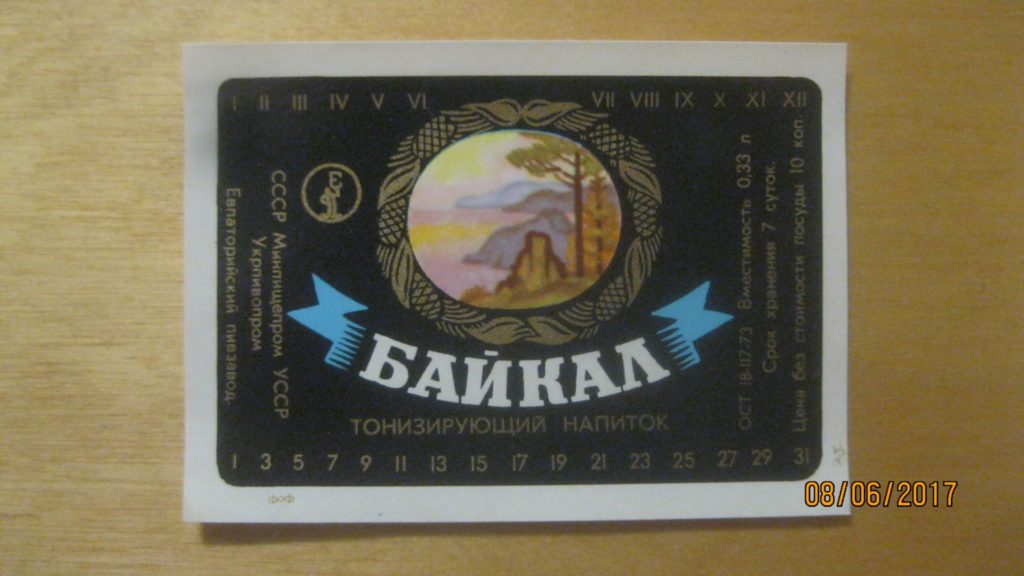 I II III IV V VI VII VIII IX X XI XII
СССР Минпищепром УССР
Укрпивопром
Евпаторийский пивзавод.
БАЙКАЛ
ТОНИЗИРУЮЩИЙ НАПИТОК
ОСТ 18-117-73 Вместимость 0,33 л
Срок хранения 7 суток.
Цена без стоимости посуды 10 коп
1 3 5 7 9 11 13 15 17 19 21 23 25 27 29 31
08/06/2017